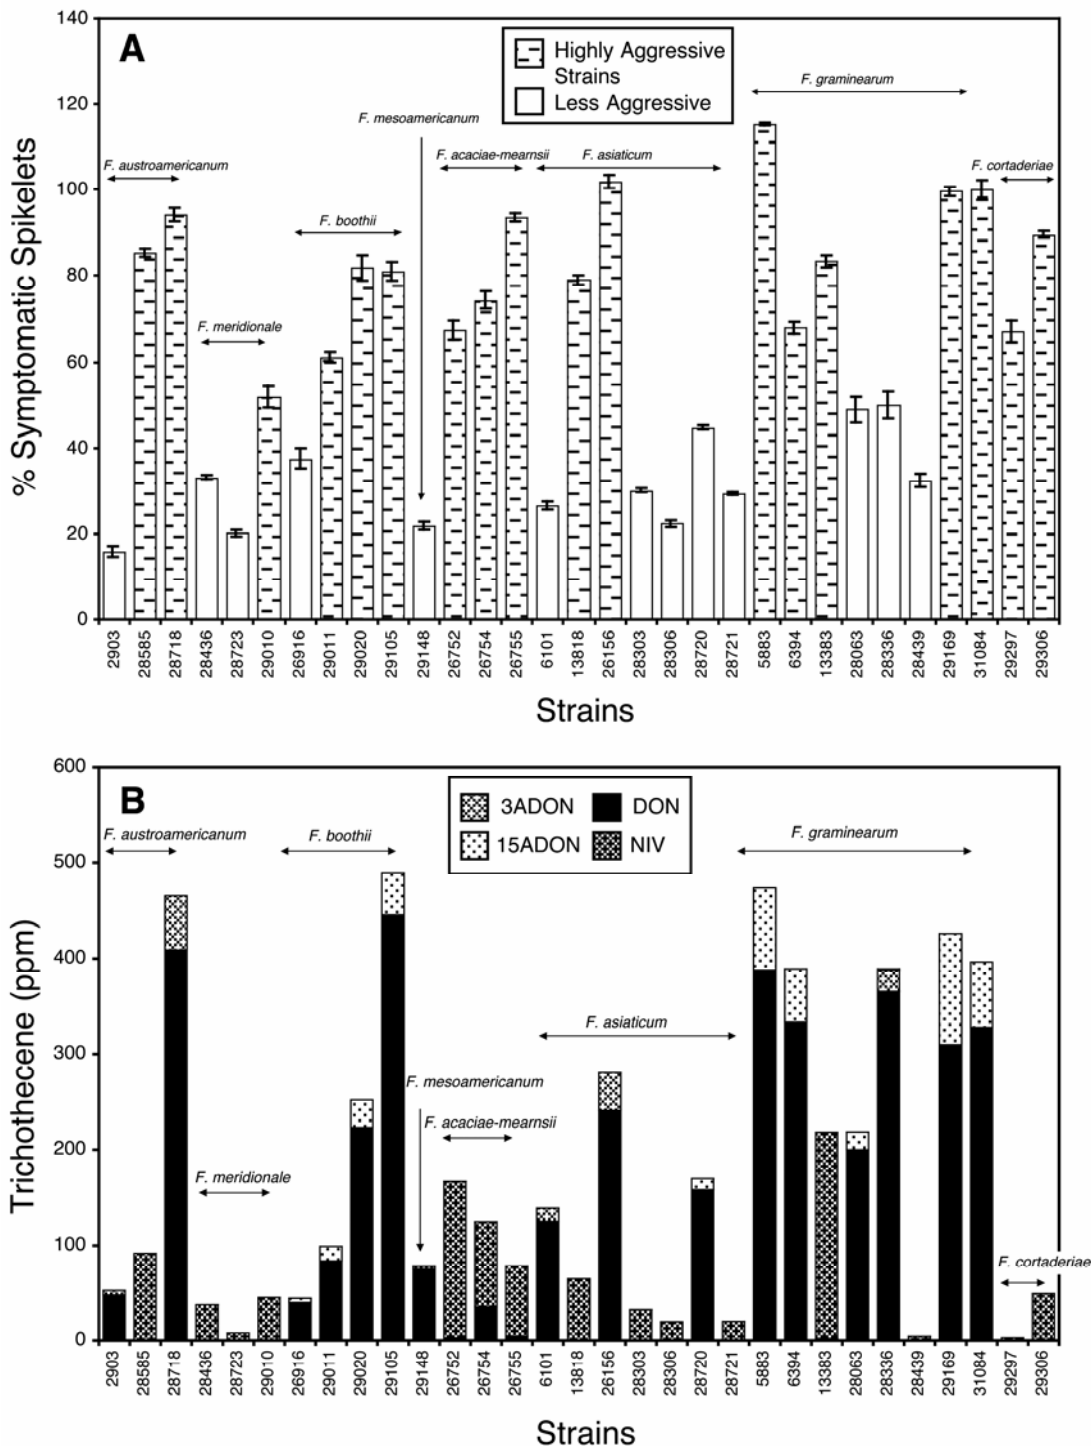 A
Highly Aggressive
Strains
Less Aggressive
F. graminearum
F. mesoamericanum
F. austroamericanum
F. acaciae-mearnsii
F. asiaticum
F. cortaderiae
F. boothii
F. meridionale
% Symptomatic Spikelets
140
120
100
80
60
40
20
0
2903 28585 28718 28436 28723 29010 26916 29011 29020 29105 29148 26752 26754 26755 6101 13818 26156 28303 28306 28720 28721 5883 6394 13383 28063 28336 28439 29169 31084 29297 29306
Strains
B
3ADON DON
15ADON NIV
F. austroamericanum
F. boothii
F. graminearum
F. asiaticum
F. mesoamericanum
F. acaciae-mearnsii
F. meridionale
F. cortaderiae
Trichothecene (ppm)
600
500
400
300
200
100
0
2903 28585 28718 28436 28723 29010 26916 29011 29020 29105 29148 26752 26754 26755 6101 13818 26156 28303 28306 28720 28721 5883 6394 13383 28063 28336 28439 29169 31084 29297 29306
Strains